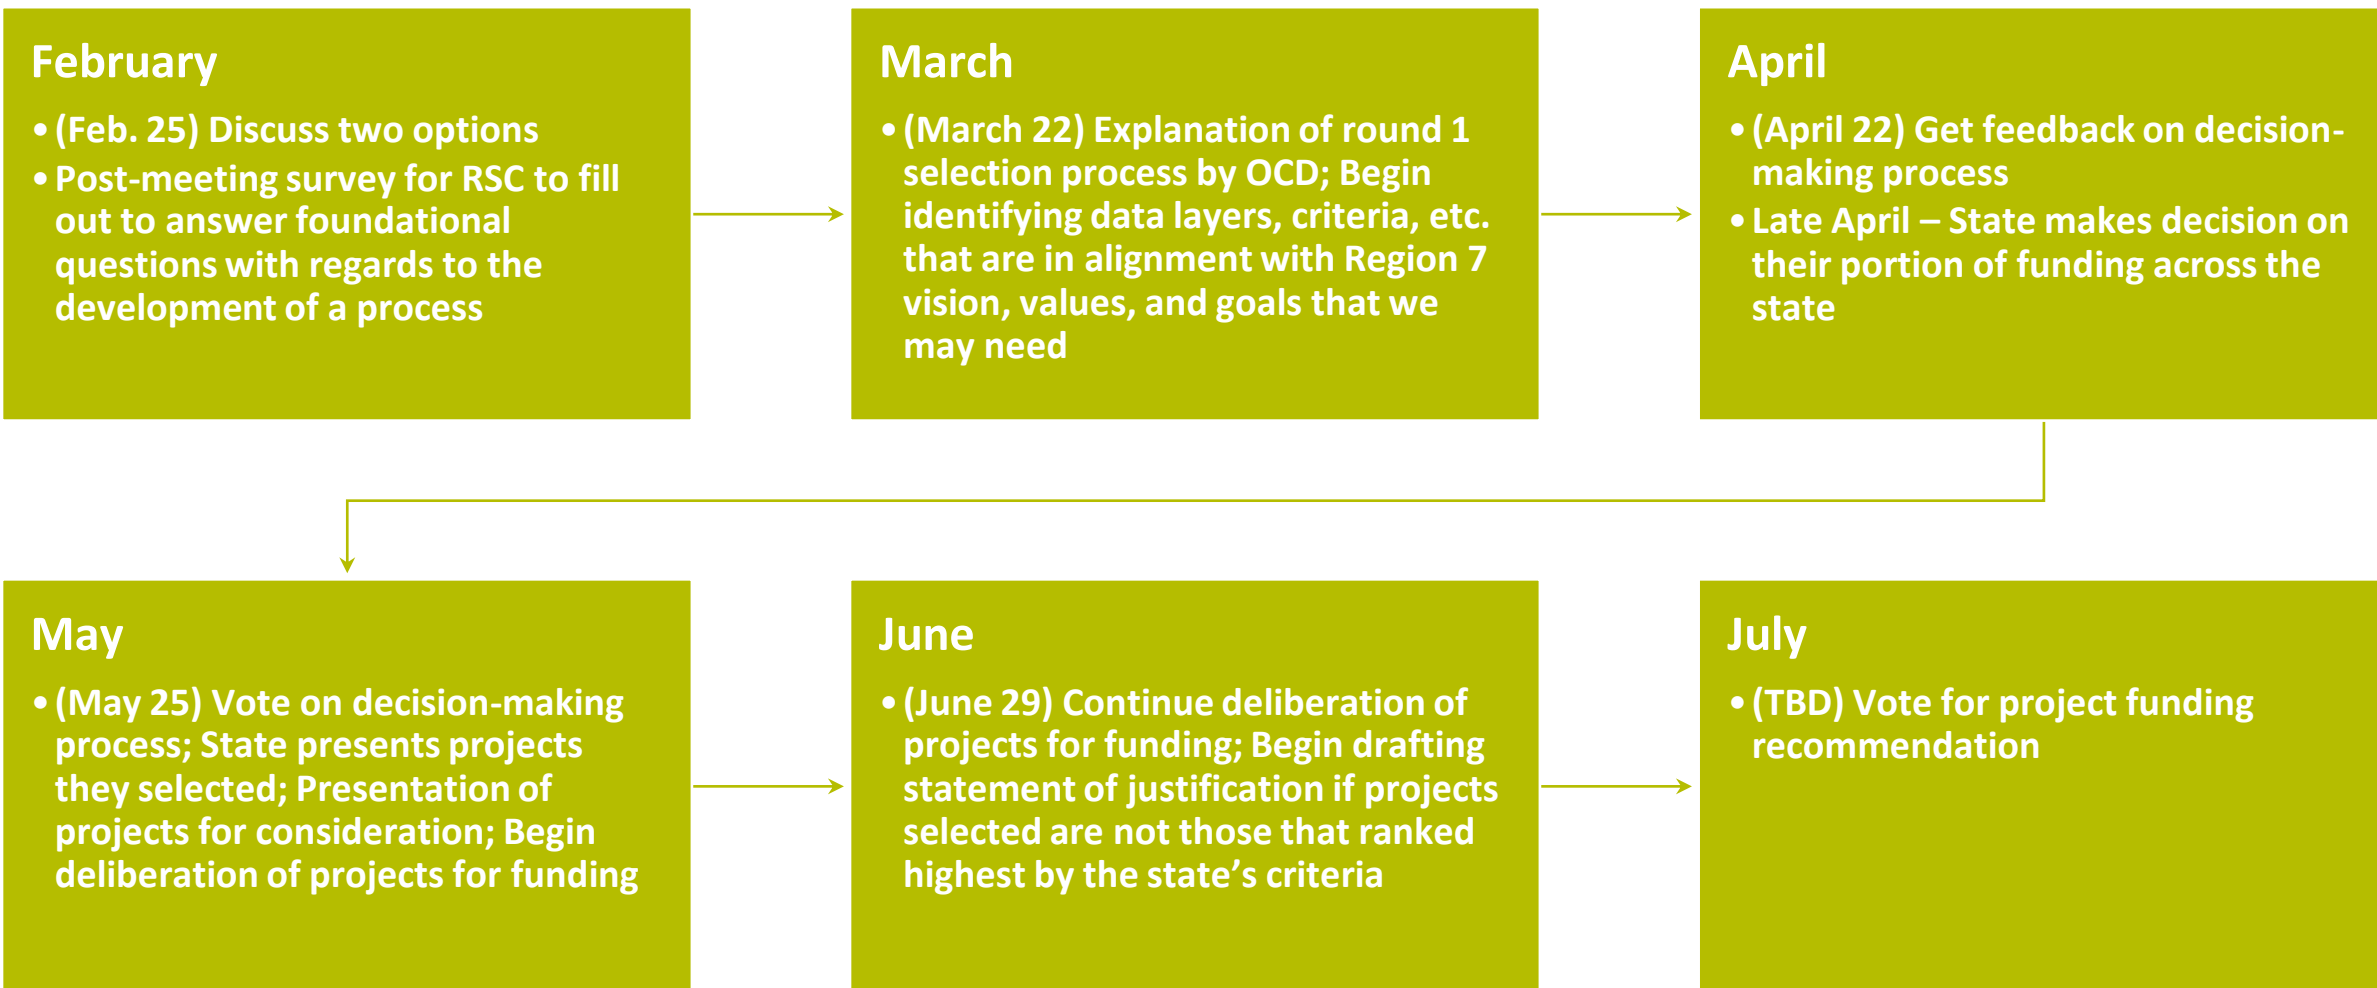 February
• (Feb. 25) Discuss two options
• Post-meeting survey for RSC to fill
out to answer foundational
questions with regards to the
development of a process
March
• (March 22) Explanation of round 1
selection process by OCD; Begin
identifying data layers, criteria, etc.
that are in alignment with Region 7
vision, values, and goals that we
may need
April
• (April 22) Get feedback on decision-
making process
• Late April – State makes decision on
their portion of funding across the
state
May
• (May 25) Vote on decision-making
process; State presents projects
they selected; Presentation of
projects for consideration; Begin
deliberation of projects for funding
June
• (June 29) Continue deliberation of
projects for funding; Begin drafting
statement of justification if projects
selected are not those that ranked
highest by the state’s criteria
July
• (TBD) Vote for project funding
recommendation